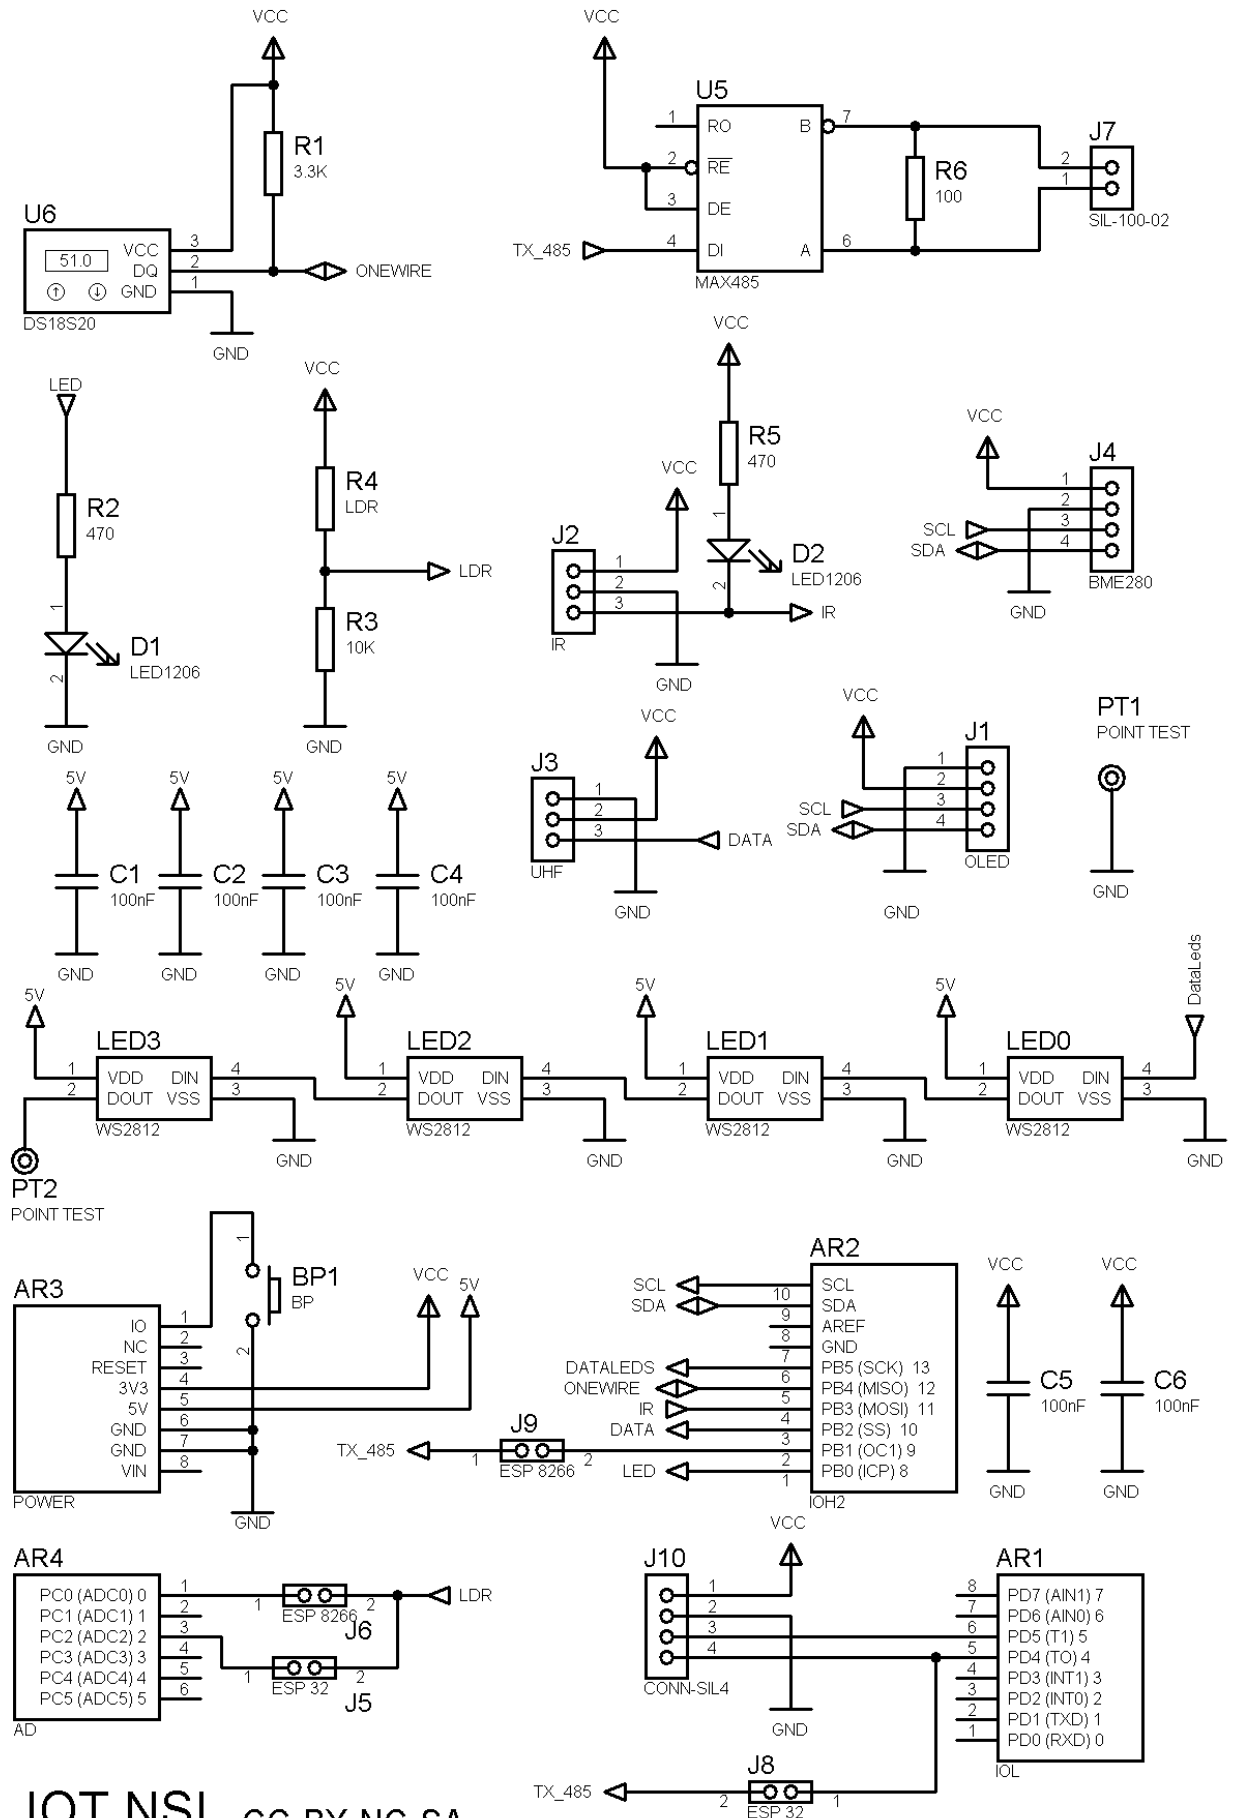 VCC
R1
3.3K
U6
51.0
VCC
DQ
GND
3
2
1
ONEWIRE
DS18S20
GND
VCC
U5
1
RO
2
RE
3
DE
TX_485
4
DI
B
7
A
6
MAX485
R6
100
J7
2
1
SIL-100-02
LED
R2
470
1
D1
LED1206
2
GND
VCC
R4
LDR
LDR
R3
10K
GND
VCC
R5
470
VCC
J2
1
2
3
IR
1
D2
LED1206
2
IR
GND
VCC
J4
1
2
SCL
3
SDA
4
BME280
GND
5V
C1
100nF
GND
5V
C2
100nF
GND
5V
C3
100nF
GND
5V
C4
100nF
GND
VCC
J3
1
2
3
DATA
UHF
GND
VCC
J1
1
2
SCL
3
SDA
4
OLED
GND
PT1
POINT TEST
GND
5V
LED3
1
VDD
DIN
4
2
DOUT
VSS
3
WS2812
GND
PT2
POINT TEST
5V
LED2
1
VDD
DIN
4
2
DOUT
VSS
3
WS2812
GND
5V
LED1
1
VDD
DIN
4
2
DOUT
VSS
3
WS2812
GND
5V
LED0
1
VDD
DIN
4
2
DOUT
VSS
3
WS2812
GND
DataLeds
AR3
IO
1
NC
2
RESET
3
3V3
4
5V
5
GND
6
GND
7
VIN
8
POWER
1
BP1
BP
2
GND
VCC
5V
AR2
SCL
SCL
SDA
10
SDA
9
AREF
8
GND
DATALEDS
7
PB5 (SCK) 13
ONEWIRE
6
PB4 (MISO) 12
IR
5
PB3 (MOSI) 11
DATA
4
PB2 (SS) 10
3
PB1 (OC1) 9
LED
2
PB0 (ICP) 8
1
IOH2
TX_485
1
J9
2
ESP 8266
VCC
C5
100nF
GND
VCC
C6
100nF
GND
AR4
PC0 (ADC0) 0
1
PC1 (ADC1) 1
2
PC2 (ADC2) 2
3
PC3 (ADC3) 3
4
PC4 (ADC4) 4
5
PC5 (ADC5) 5
6
AD
1
2
ESP 8266
J6
LDR
1
2
ESP 32
J5
VCC
J10
1
2
3
4
CONN-SIL4
GND
AR1
8
PD7 (AIN1) 7
7
PD6 (AIN0) 6
6
PD5 (T1) 5
5
PD4 (TO) 4
4
PD3 (INT1) 3
3
PD2 (INT0) 2
2
PD1 (TXD) 1
1
PD0 (RXD) 0
IOL
TX_485
2
J8
1
ESP 32
IOT NSI CC-BY-NC-SA